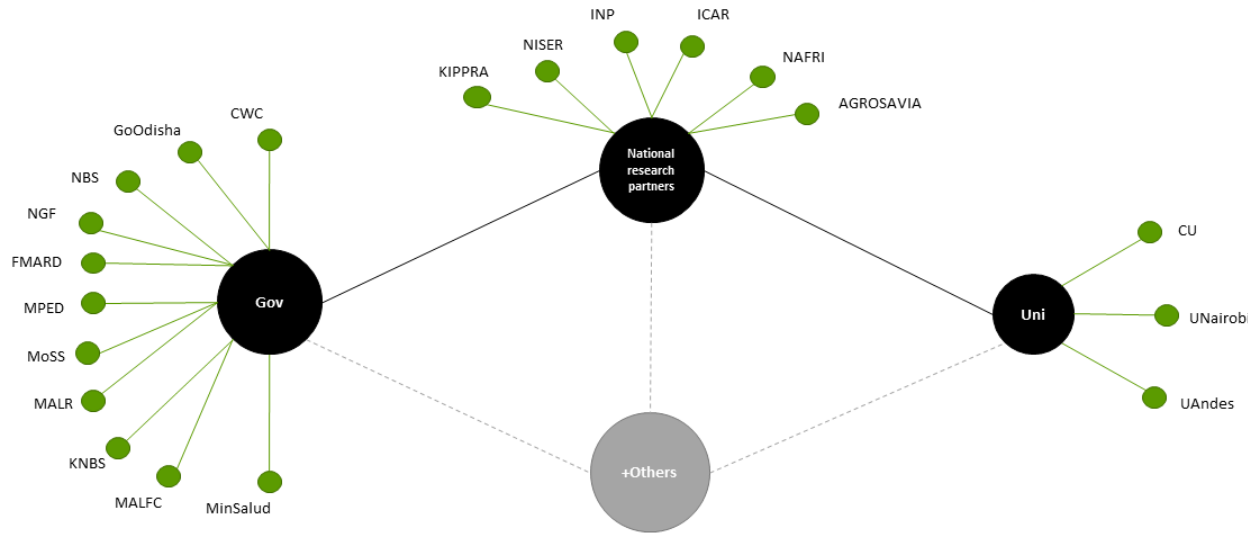 INP
ICAR
NISER
NAFRI
KIPPRA
AGROSAVIA
CWC
GoOdisha
NBS
NGF
FMARD
MPED
MoSS
MALR
KNBS
MALFC
MinSalud
Gov
National
research
partners
CU
UNairobi
UAndes
Uni
+Others